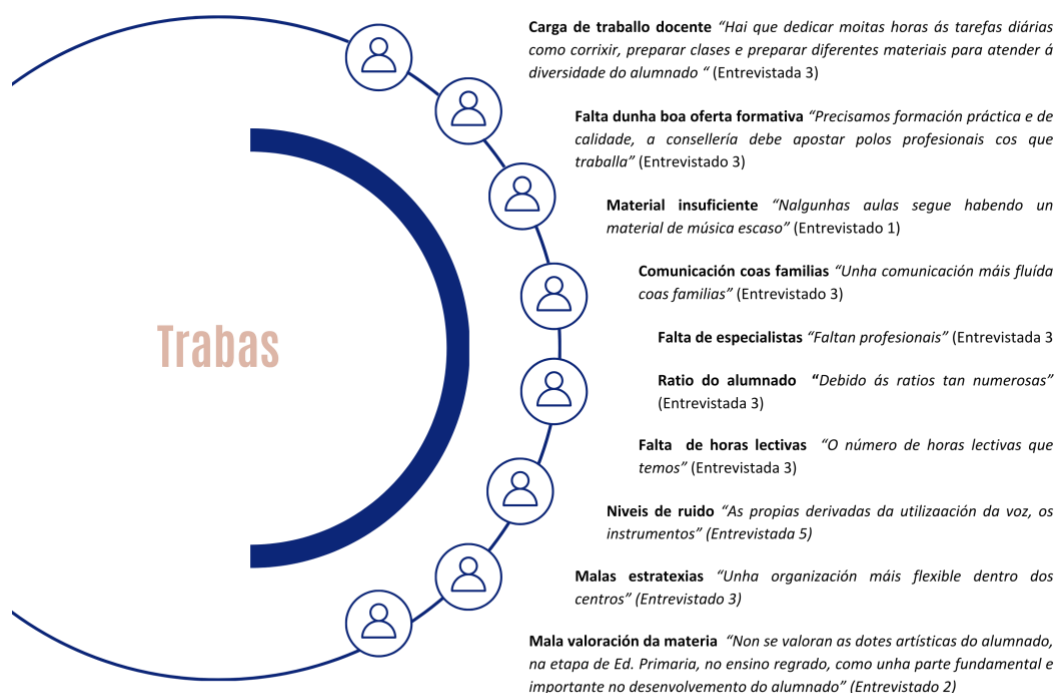 Trabas
Carga de traballo docente “Hai que dedicar moitas horas ás tarefas diárias
como corrixir, preparar clases e preparar diferentes materiais para atender á
diversidade do alumnado “ (Entrevistada 3)
Falta dunha boa oferta formativa “Precisamos formación práctica e de
calidade, a consellería debe apostar polos profesionais cos que
traballa” (Entrevistado 3)
Material insuficiente “Nalgunhas aulas segue habendo un
material de música escaso” (Entrevistado 1)
Comunicación coas familias “Unha comunicación máis fluída
coas familias” (Entrevistado 3)
Falta de especialistas “Faltan profesionais” (Entrevistada 3
Ratio do alumnado “Debido ás ratios tan numerosas”
(Entrevistada 3)
Falta de horas lectivas “O número de horas lectivas que
temos” (Entrevistada 3)
Niveis de ruido “As propias derivadas da utilizaación da voz, os
instrumentos” (Entrevistada 5)
Malas estratexias “Unha organización máis flexible dentro dos
centros” (Entrevistado 3)
Mala valoración da materia “Non se valoran as dotes artísticas do alumnado,
na etapa de Ed. Primaria, no ensino regrado, como unha parte fundamental e
importante no desenvolvemento do alumnado” (Entrevistado 2)